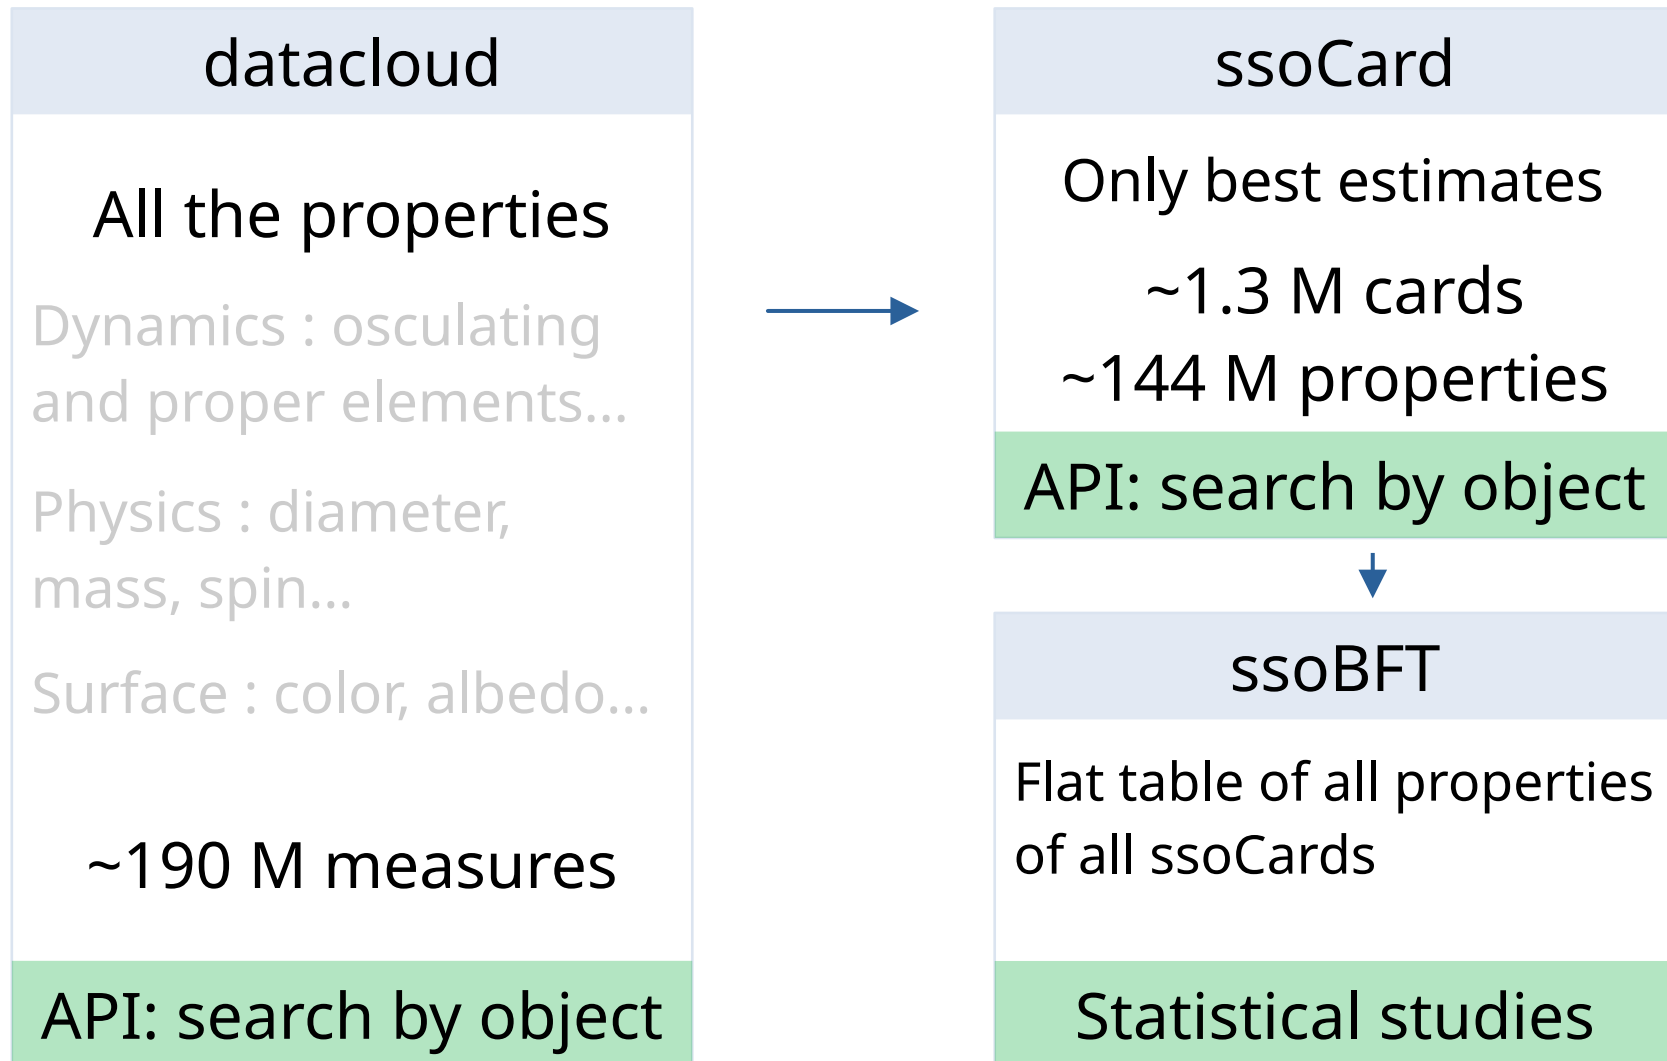 datacloud
All the properties
Dynamics : osculating
and proper elements...
Physics : diameter,
mass, spin...
Surface : color, albedo...
~190 M measures
API: search by object
ssoCard
Only best estimates
~1.3 M cards
~144 M properties
API: search by object
ssoBFT
Flat table of all properties
of all ssoCards
Statistical studies